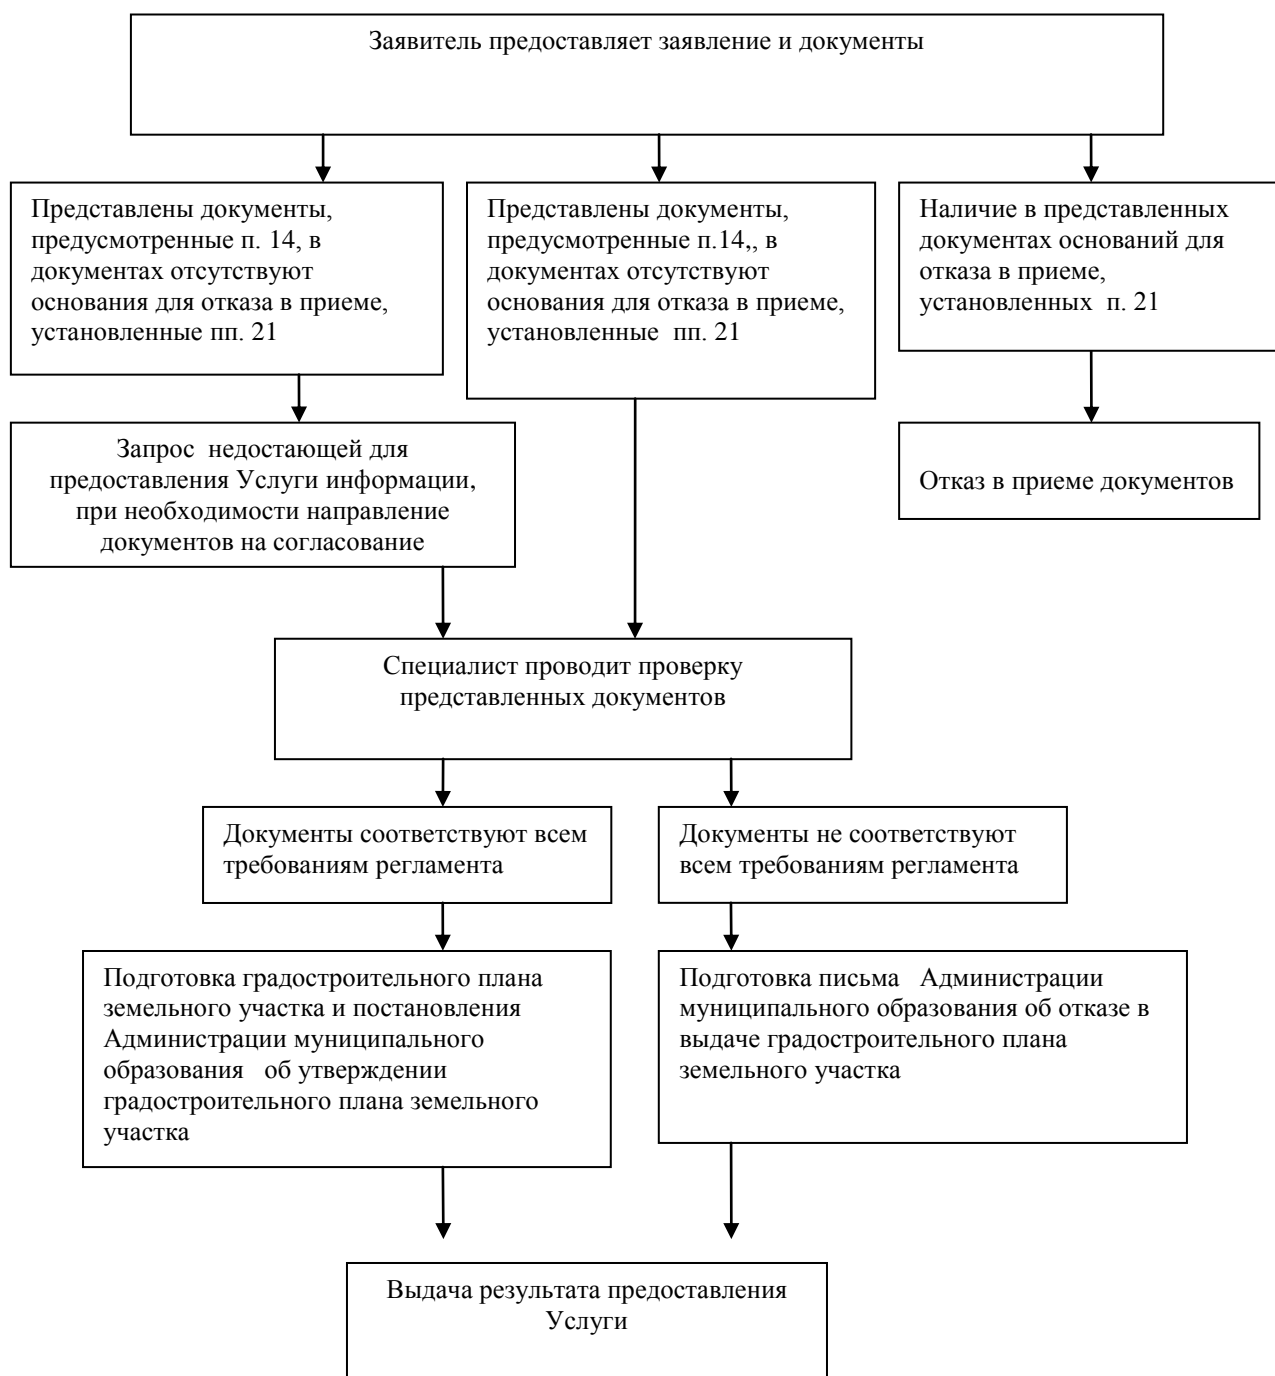 Заявитель предоставляет заявление и документы
Представлены документы,
предусмотренные п. 14, в
документах отсутствуют
основания для отказа в приеме,
установленные пп. 21
Представлены документы,
предусмотренные п.14,, в
документах отсутствуют
основания для отказа в приеме,
установленные пп. 21
Наличие в представленных
документах оснований для
отказа в приеме,
установленных п. 21
Запрос недостающей для
предоставления Услуги информации,
при необходимости направление
документов на согласование
Отказ в приеме документов
Специалист проводит проверку
представленных документов
Документы соответствуют всем
требованиям регламента
Документы не соответствуют
всем требованиям регламента
Подготовка градостроительного плана
земельного участка и постановления
Администрации муниципального
образования об утверждении
градостроительного плана земельного
участка
Подготовка письма Администрации
муниципального образования об отказе в
выдаче градостроительного плана
земельного участка
Выдача результата предоставления
Услуги